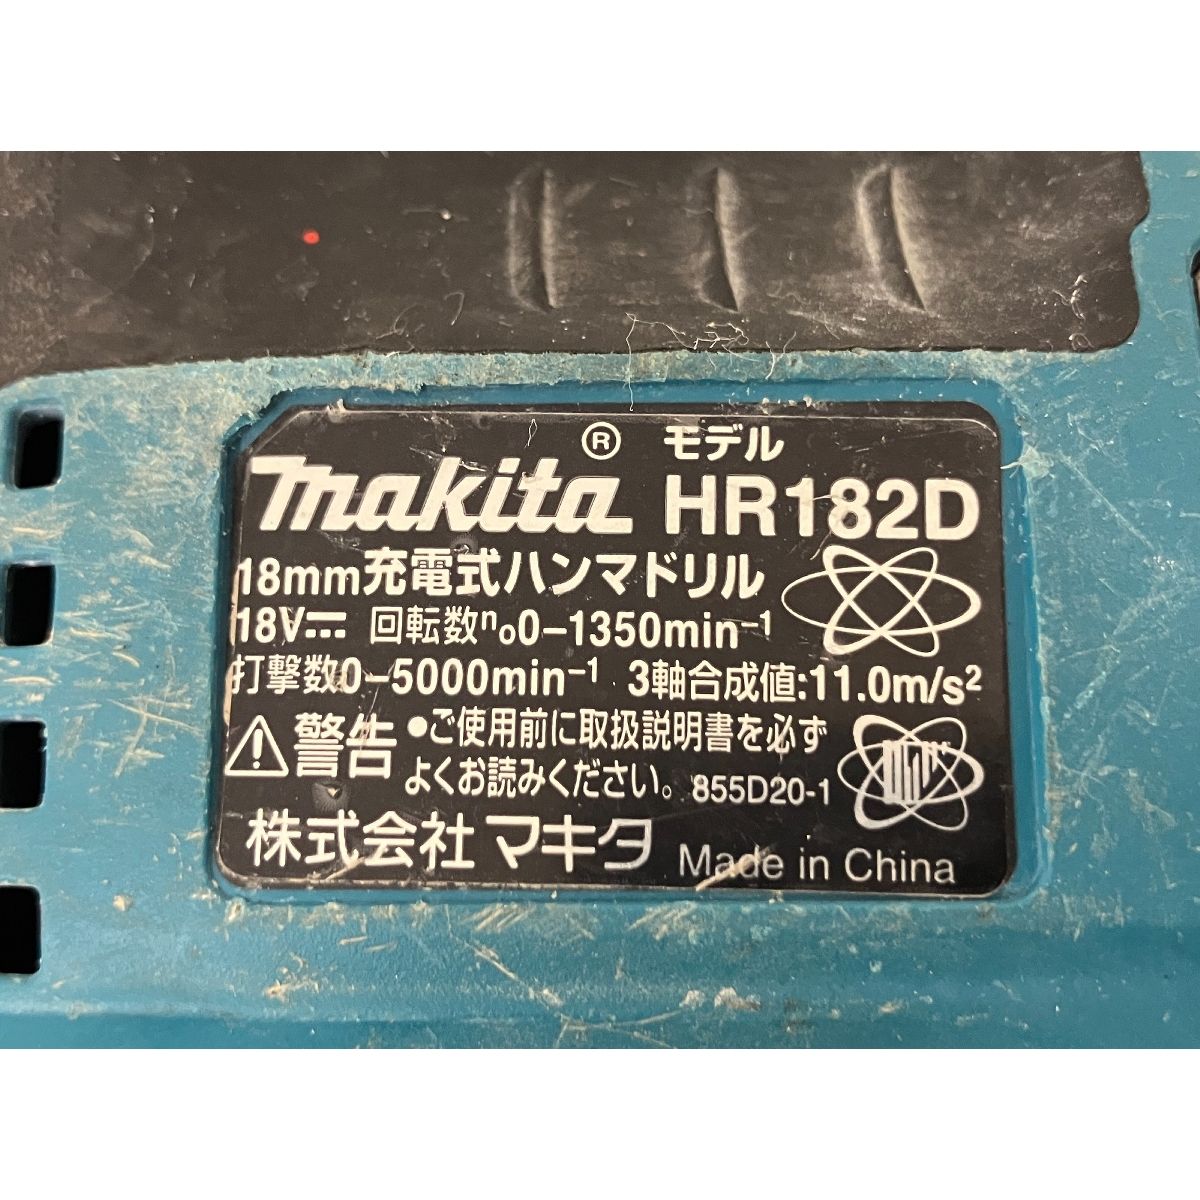 makita® モデル
HR182D
18mm充電式ハンマドリル
18V⎓ 回転数n₀0-1350min⁻¹
打撃数0-5000min⁻¹ 3軸合成値:11.0m/s²
⚠警告 ●ご使用前に取扱説明書を必ず
よくお読みください。 855D20-1
株式会社マキタ Made in China